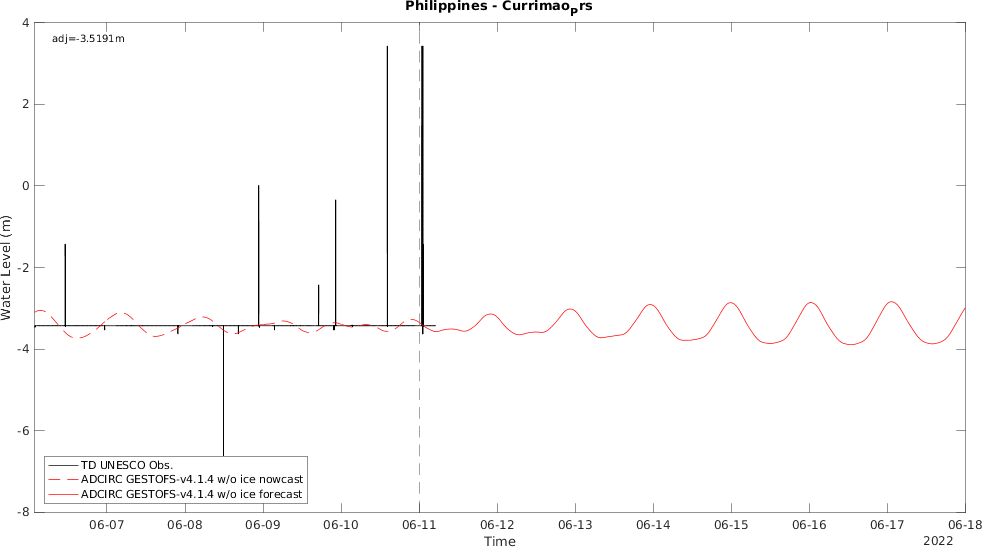 Philippines - Currimaoprs
adj=-3.5191m
4
2
0
-2
-4
-6
-8
Water Level (m)
TD UNESCO Obs.
ADCIRC GESTOFS-v4.1.4 w/o ice nowcast
ADCIRC GESTOFS-v4.1.4 w/o ice forecast
06-07 06-08 06-09 06-10 06-11 06-12 06-13 06-14 06-15 06-16 06-17 06-18
Time
2022